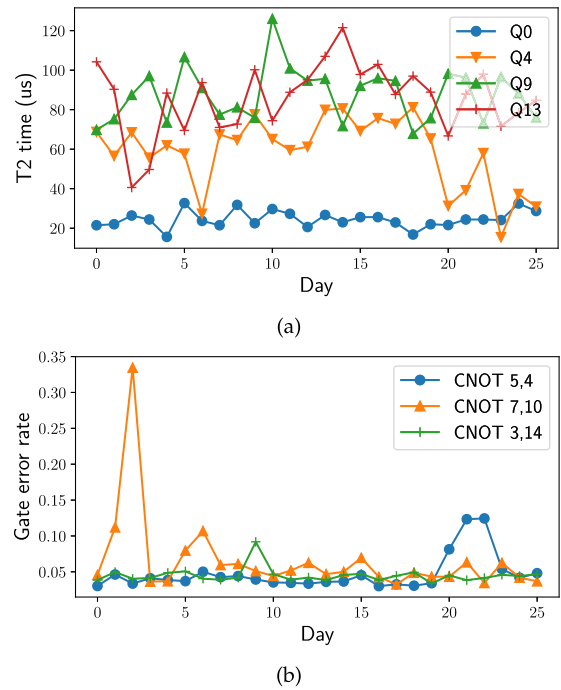 T2 time (us)
120
100
80
60
40
20
Q0
Q4
Q9
Q13
0
5
10
15
20
25
Day
(a)
Gate error rate
0.35
0.30
0.25
0.20
0.15
0.10
0.05
CNOT 5,4
CNOT 7,10
CNOT 3,14
0
5
10
15
20
25
Day
(b)